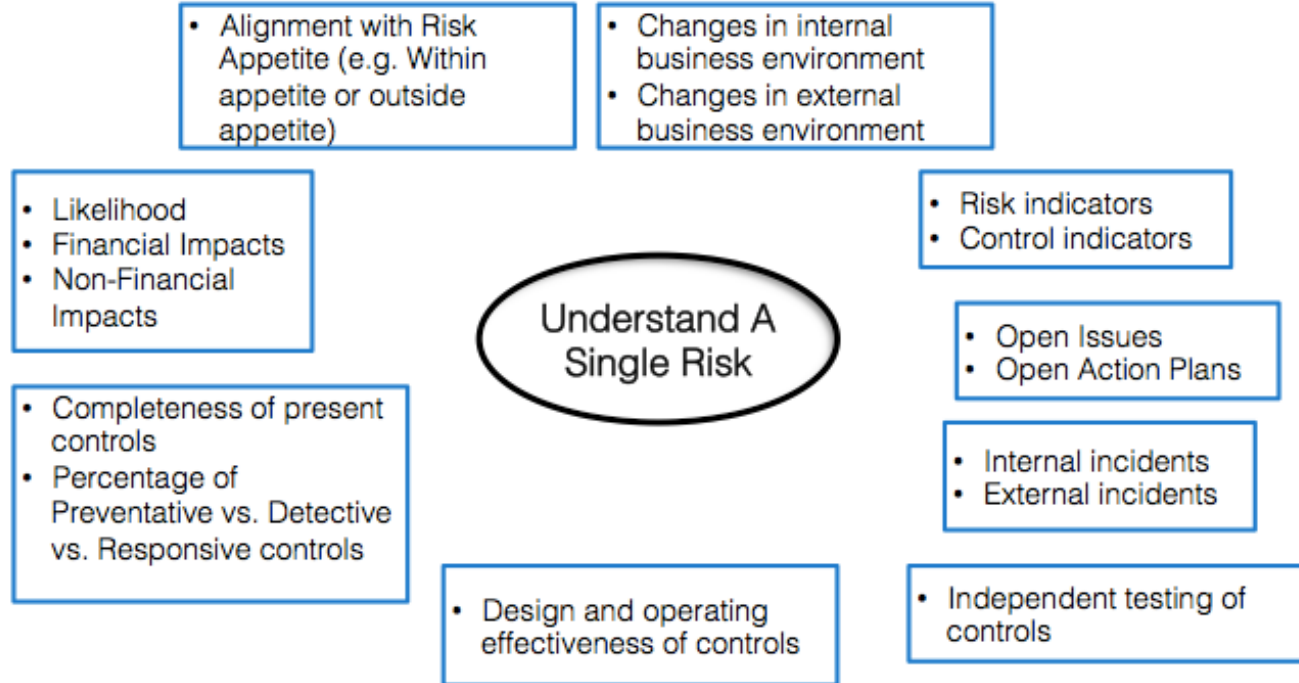 • Alignment with Risk
Appetite (e.g. Within
appetite or outside
appetite)
• Changes in internal
business environment
• Changes in external
business environment
• Likelihood
• Financial Impacts
• Non-Financial
Impacts
• Risk indicators
• Control indicators
Understand A
Single Risk
• Open Issues
• Open Action Plans
• Completeness of present
controls
• Percentage of
Preventative vs. Detective
vs. Responsive controls
• Internal incidents
• External incidents
• Design and operating
effectiveness of controls
• Independent testing of
controls